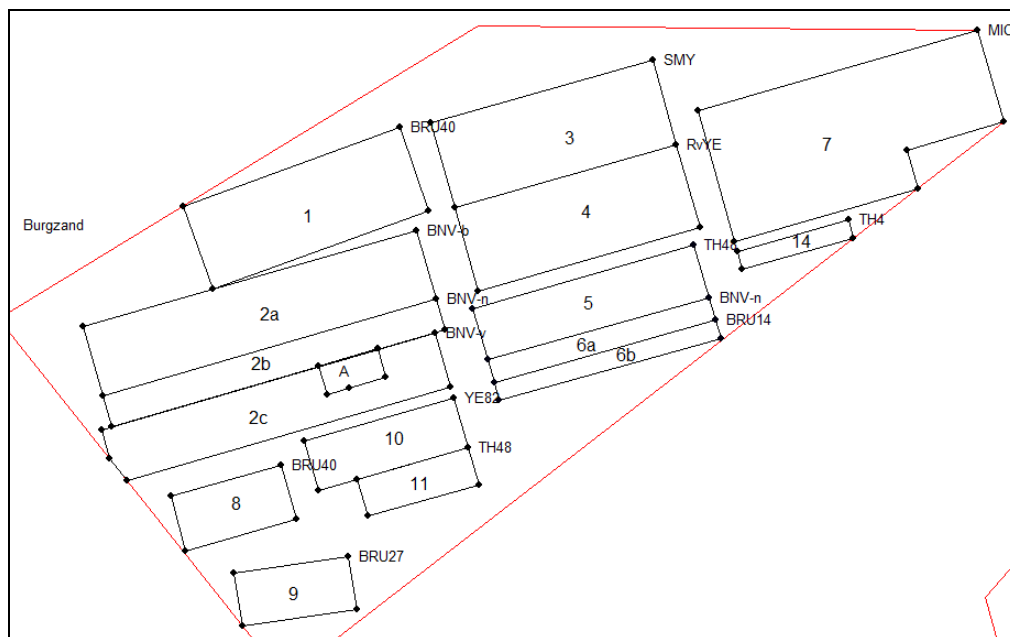 MIC
SMY
BRU40
3
7
RvYE
1
4
Burgzand
TH4
BNV-b
14
TH48
2a
5
BNV-n
BNV-n
BRU14
BNV-v
6a
6b
2b
A
YE82
2c
10
TH48
BRU40
11
8
BRU27
9